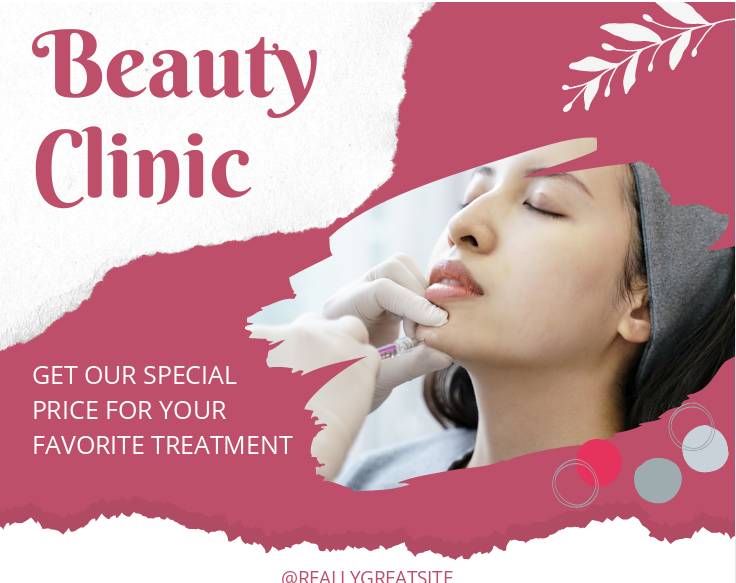 Beauty
Clinic
GET OUR SPECIAL
PRICE FOR YOUR
FAVORITE TREATMENT
@REALLYGREATSITE